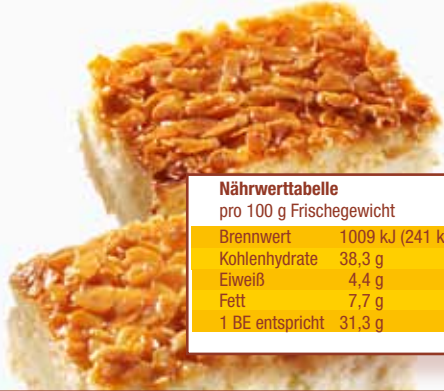 Nährwerttabelle
pro 100 g Frischegewicht
Brennwert 1009 kJ (241 k
Kohlenhydrate 38,3 g
Eiweiß 4,4 g
Fett 7,7 g
1 BE entspricht 31,3 g